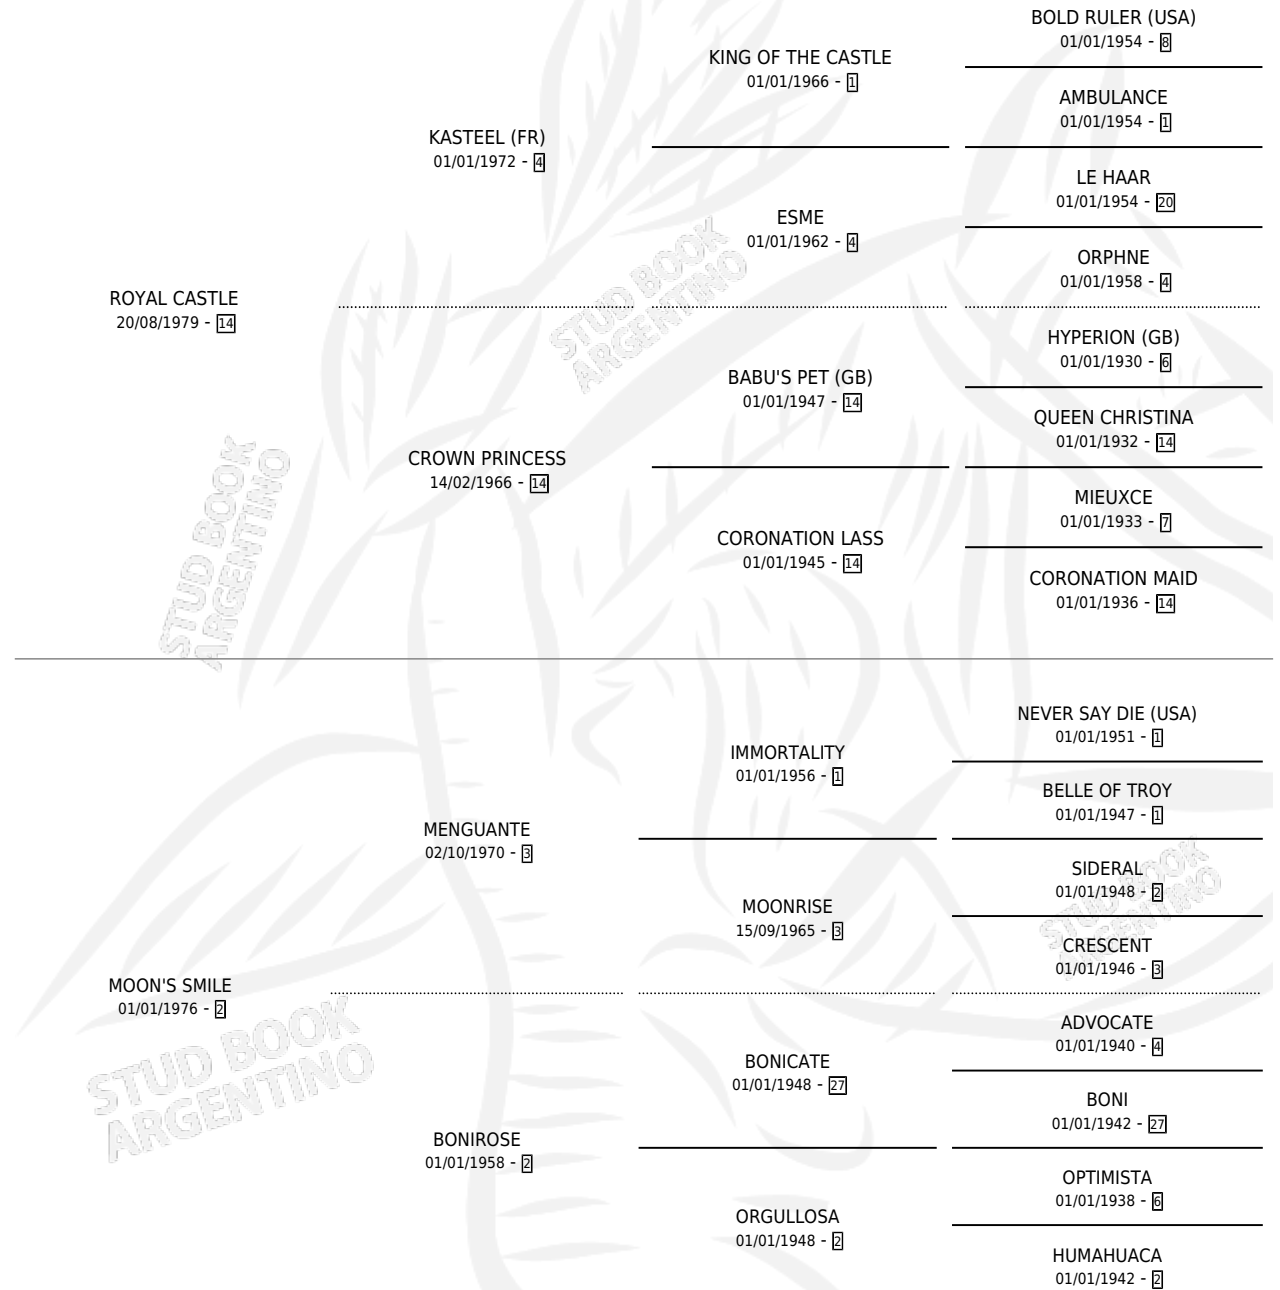 BOLD RULER (USA)
01/01/1954 - 8
KING OF THE CASTLE
01/01/1966 - 1
AMBULANCE
01/01/1954 - 1
KASTEEL (FR)
01/01/1972 - 4
LE HAAR
01/01/1954 - 20
ESME
01/01/1962 - 4
ORPHNE
01/01/1958 - 4
ROYAL CASTLE
20/08/1979 - 14
HYPERION (GB)
01/01/1930 - 6
BABU'S PET (GB)
01/01/1947 - 14
QUEEN CHRISTINA
01/01/1932 - 14
CROWN PRINCESS
14/02/1966 - 14
MIEUXCE
01/01/1933 - 7
CORONATION LASS
01/01/1945 - 14
CORONATION MAID
01/01/1936 - 14
NEVER SAY DIE (USA)
01/01/1951 - 1
IMMORTALITY
01/01/1956 - 1
BELLE OF TROY
01/01/1947 - 1
MENGUANTE
02/10/1970 - 3
SIDERAL
01/01/1948 - 2
MOONRISE
15/09/1965 - 3
CRESCENT
01/01/1946 - 3
MOON'S SMILE
01/01/1976 - 2
ADVOCATE
01/01/1940 - 4
BONICATE
01/01/1948 - 27
BONI
01/01/1942 - 27
BONIROSE
01/01/1958 - 2
OPTIMISTA
01/01/1938 - 6
ORGULLOSA
01/01/1948 - 2
HUMAHUACA
01/01/1942 - 2
STUD BOOK
ARGENTINO
STUD BOOK
ARGENTINO
STUD BOOK
ARGENTINO
STUD BOOK
ARGENTINO